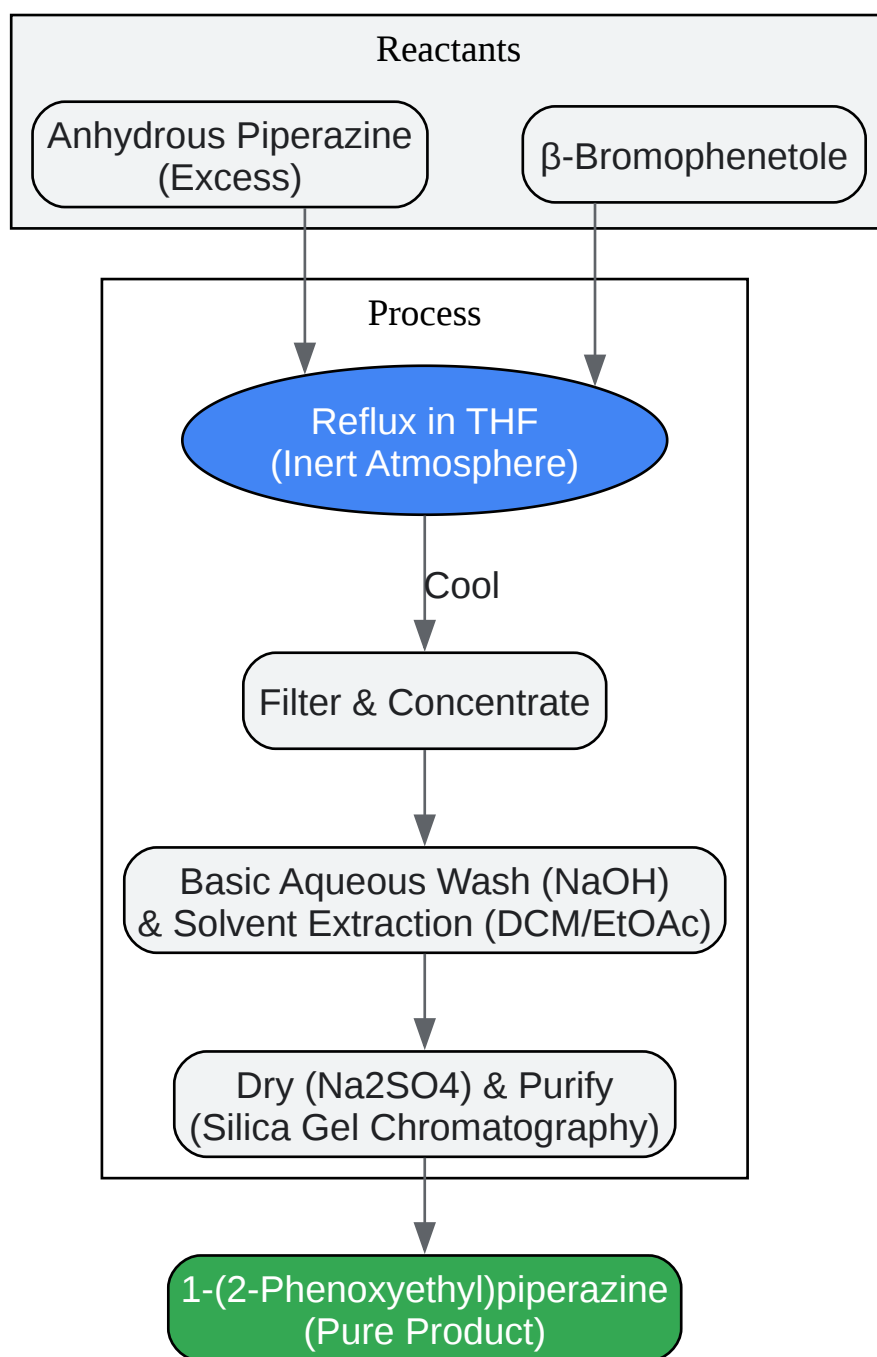 Reactants
Anhydrous Piperazine
(Excess)
β-Bromophenetole
Process
Reflux in THF
(Inert Atmosphere)
Cool
Filter & Concentrate
Basic Aqueous Wash (NaOH)
& Solvent Extraction (DCM/EtOAc)
Dry (Na2SO4) & Purify
(Silica Gel Chromatography)
1-(2-Phenoxyethyl)piperazine
(Pure Product)